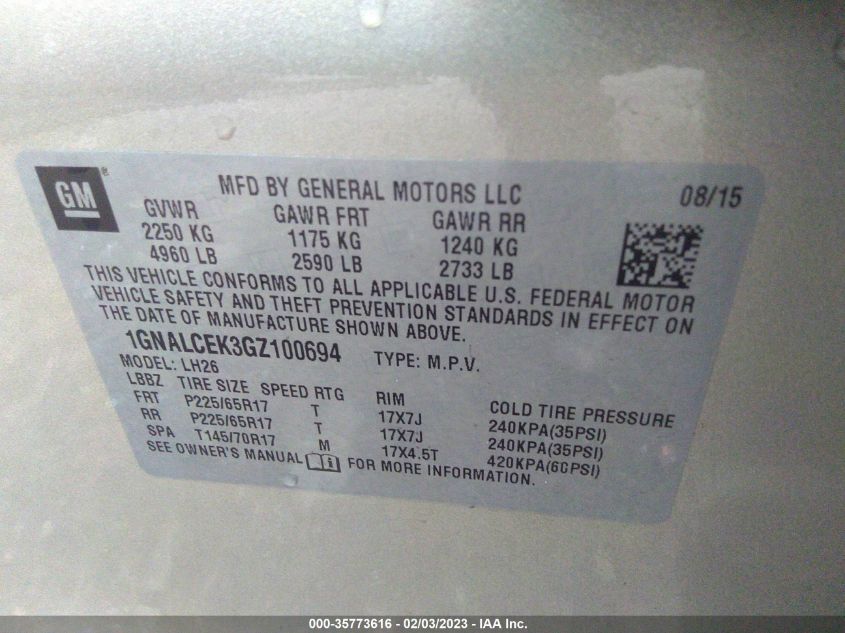 GM
MFD BY GENERAL MOTORS LLC 08/15
GVWR GAWR FRT GAWR RR
2250 KG 1175 KG 1240 KG
4960 LB 2590 LB 2733 LB
THIS VEHICLE CONFORMS TO ALL APPLICABLE U.S. FEDERAL MOTOR
VEHICLE SAFETY AND THEFT PREVENTION STANDARDS IN EFFECT ON
THE DATE OF MANUFACTURE SHOWN ABOVE.
1GNALCEK3GZ100694 TYPE: M.P.V.
MODEL: LH26
LBBZ TIRE SIZE SPEED RTG RIM COLD TIRE PRESSURE
FRT P225/65R17 T 17X7J 240KPA(35PSI)
RR P225/65R17 T 17X7J 240KPA(35PSI)
SPA T145/70R17 M 17X4.5T 420KPA(60PSI)
SEE OWNER'S MANUAL FOR MORE INFORMATION.
000-35773616 - 02/03/2023 - IAA Inc.